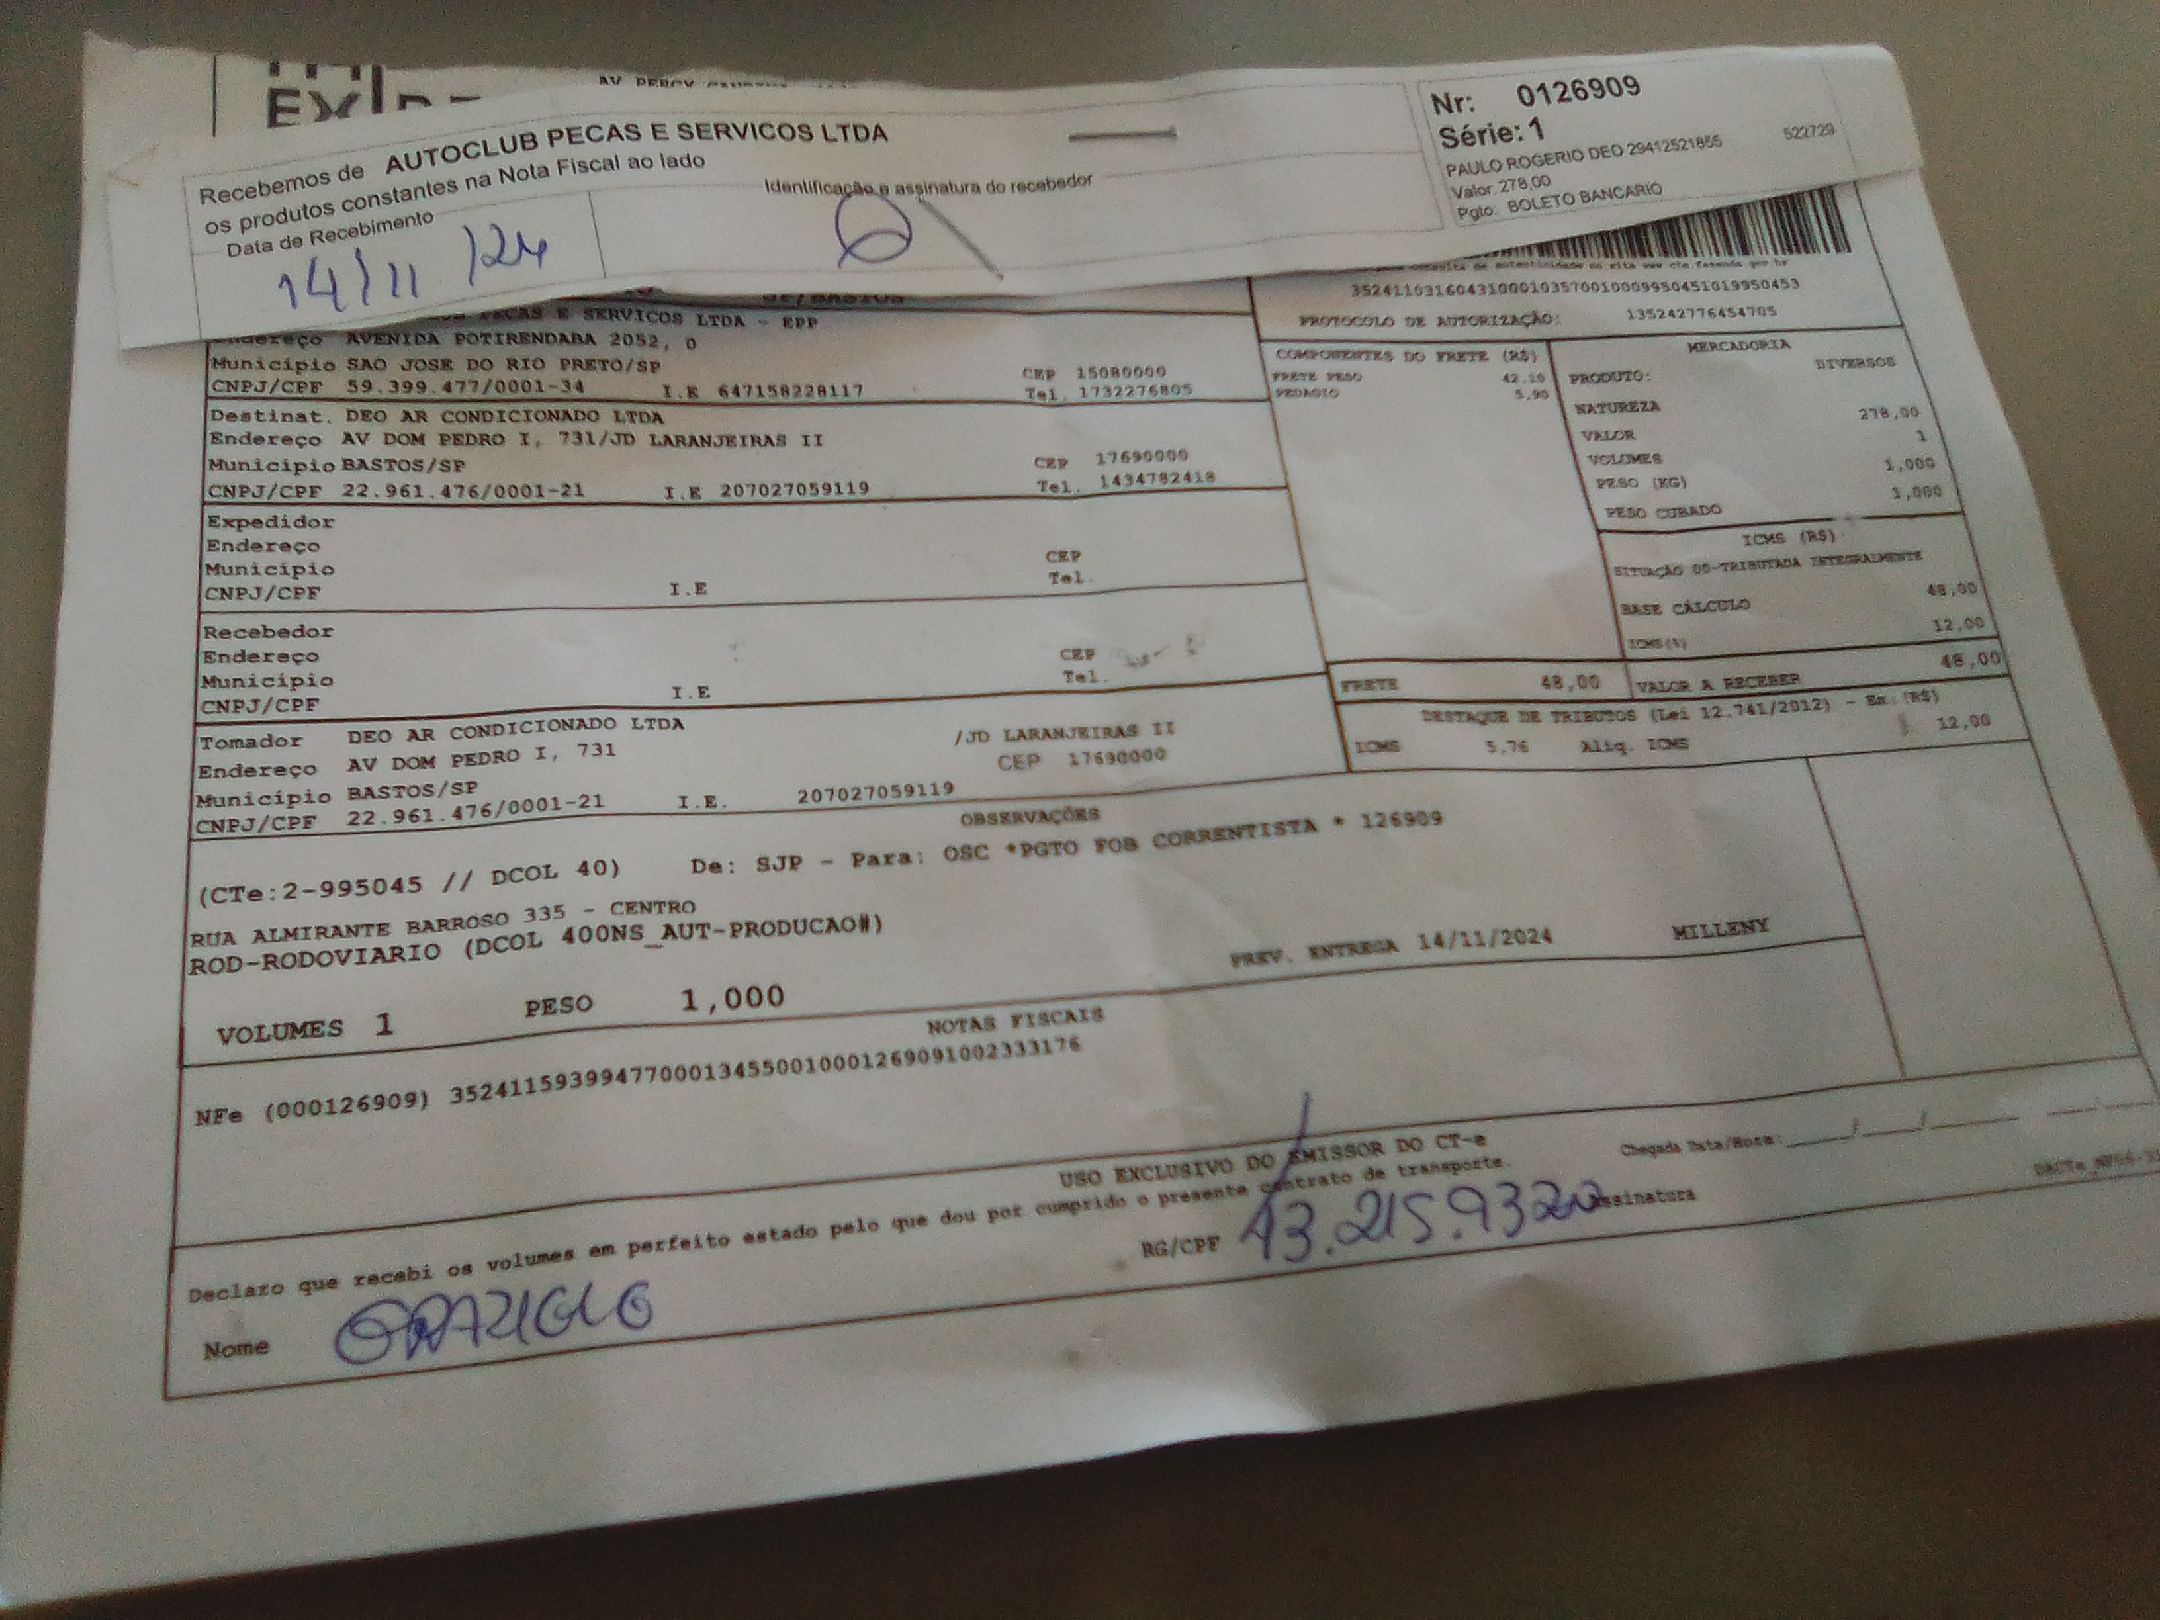 Recebemos de AUTOCLUB PECAS E SERVICOS LTDA
os produtos constantes na Nota Fiscal ao lado
Data de Recebimento
14/11/24
Identificação e assinatura do recebedor
Nr: 0126909
Série: 1
PAULO ROGERIO DEO 29412521855 522729
Valor 278,00
Pgto: BOLETO BANCARIO
PECAS E SERVICOS LTDA - EPP
Endereço AVENIDA POTIRENDABA 2052, 0
Município SAO JOSE DO RIO PRETO/SP CEP 15080000
CNPJ/CPF 59.399.477/0001-34 I.E 647158228117 Tel. 1732276805
Destinat. DEO AR CONDICIONADO LTDA
Endereço AV DOM PEDRO I, 731/JD LARANJEIRAS II
Município BASTOS/SP CEP 17690000
CNPJ/CPF 22.961.476/0001-21 I.E 207027059119 Tel. 1434782418
Expedidor
Endereço
Município CEP
CNPJ/CPF I.E Tel.
Recebedor
Endereço
Município CEP
CNPJ/CPF I.E Tel.
Tomador DEO AR CONDICIONADO LTDA
Endereço AV DOM PEDRO I, 731 /JD LARANJEIRAS II
Município BASTOS/SP CEP 17690000
CNPJ/CPF 22.961.476/0001-21 I.E. 207027059119
35241103160431000103570010009950451019950453
PROTOCOLO DE AUTORIZAÇÃO: 135242776454705
COMPONENTES DO FRETE (R$)
FRETE PESO 42,10
PEDAGIO 5,90
MERCADORIA
PRODUTO: DIVERSOS
NATUREZA
VALOR 278,00
VOLUMES 1
PESO (KG) 1,000
PESO CUBADO 1,000
ICMS (R$)
SITUAÇÃO 00-TRIBUTADA INTEGRALMENTE
BASE CÁLCULO 48,00
ICMS(%) 12,00
FRETE 48,00 VALOR A RECEBER 48,00
DESTAQUE DE TRIBUTOS (Lei 12.741/2012) - Em (R$)
ICMS 5,76 Aliq. ICMS 12,00
OBSERVAÇÕES
(CTe:2-995045 // DCOL 40) De: SJP - Para: OSC *PGTO FOB CORRENTISTA * 126909
RUA ALMIRANTE BARROSO 335 - CENTRO
ROD-RODOVIARIO (DCOL 400NS_AUT-PRODUCAO#)
PREV. ENTREGA 14/11/2024 MILLENY
VOLUMES 1 PESO 1,000
NOTAS FISCAIS
NFe (000126909) 35241159399477000134550010001269091002333176
USO EXCLUSIVO DO EMISSOR DO CT-e
Declaro que recebi os volumes em perfeito estado pelo que dou por cumprido o presente contrato de transporte.
Chegada Data/Hora: ____/____/____
Nome RG/CPF Assinatura